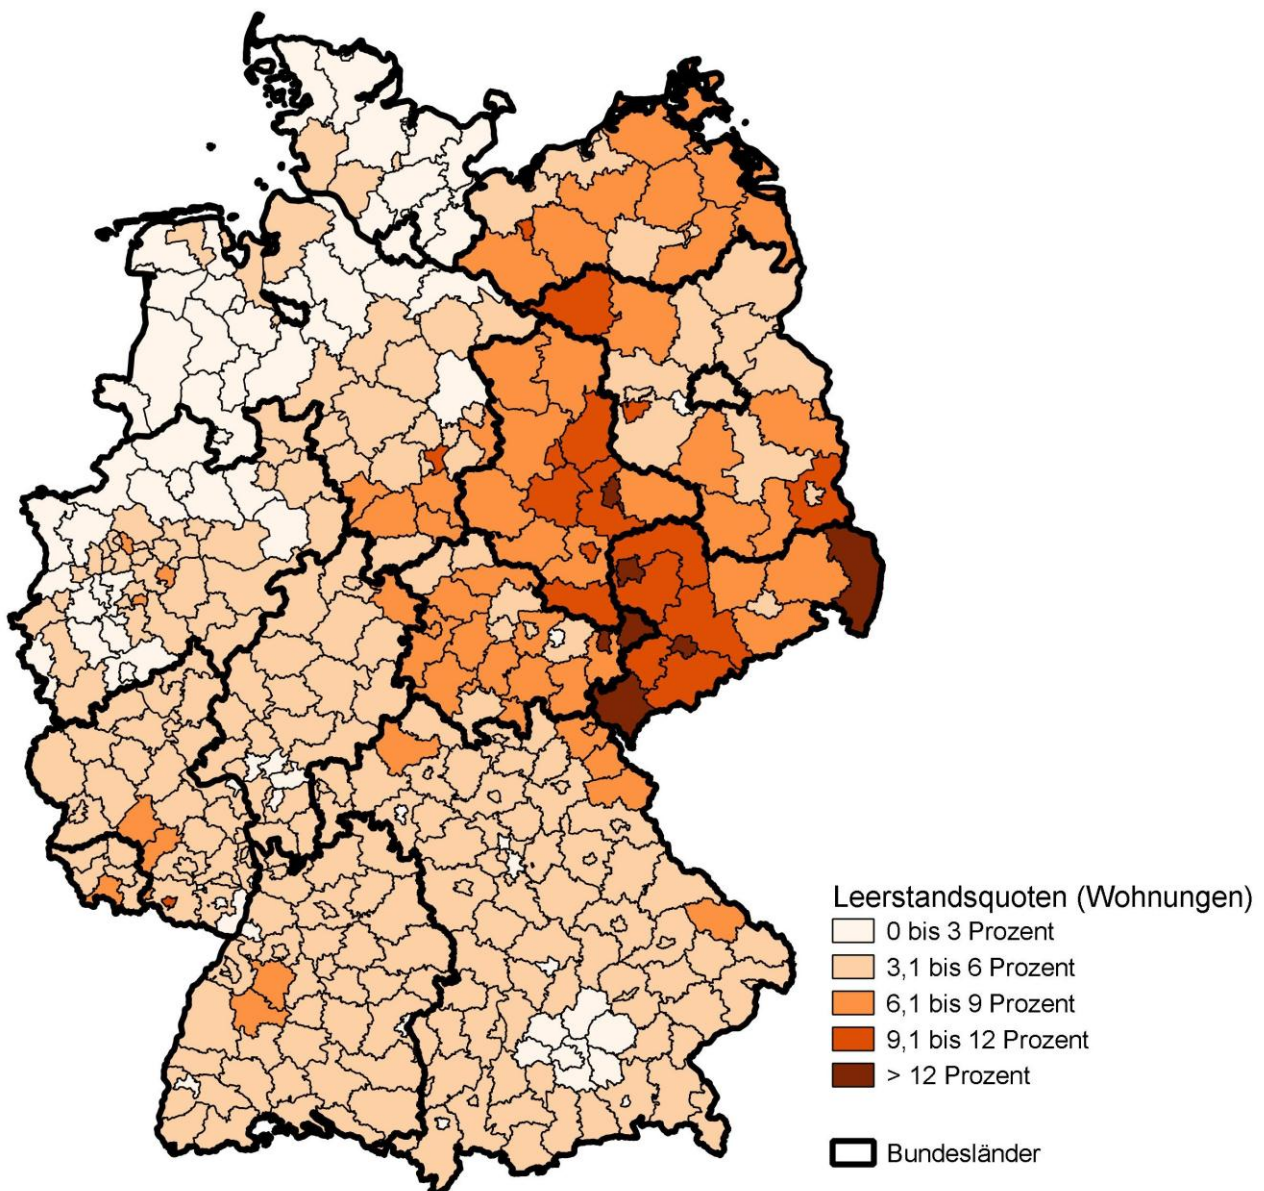 Leerstandsquoten (Wohnungen)
0 bis 3 Prozent
3,1 bis 6 Prozent
6,1 bis 9 Prozent
9,1 bis 12 Prozent
> 12 Prozent
Bundesländer